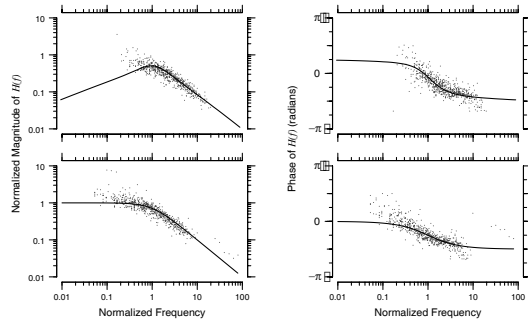 10
1
0.1
0.01
Normalized Magnitude of H(f)
10
1
0.1
0.01
0.01 0.1 1 10 100
Normalized Frequency
π
0
−π
Phase of H(f) (radians)
π
0
−π
0.01 0.1 1 10 100
Normalized Frequency